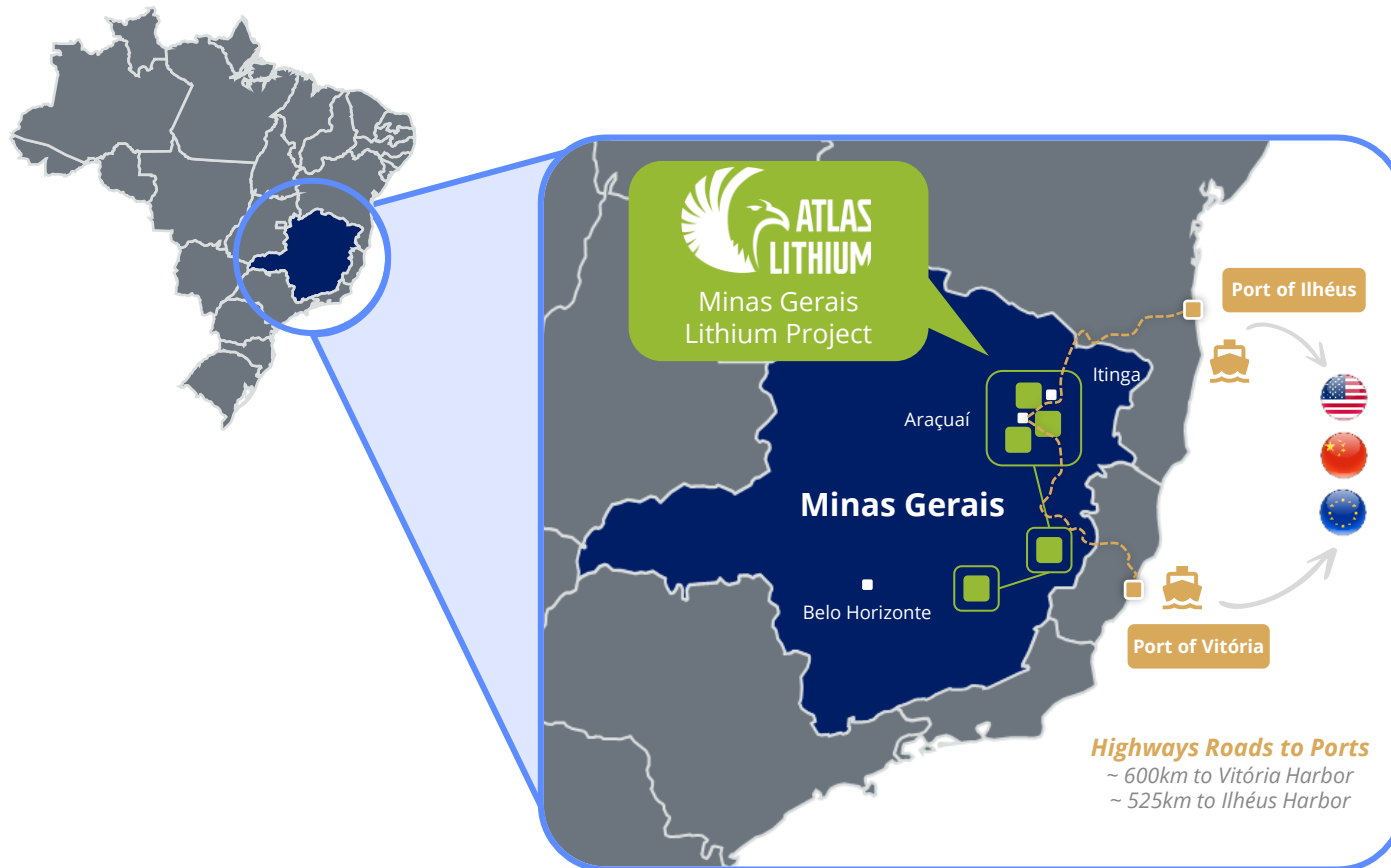 ATLAS
LITHIUM
Minas Gerais
Lithium Project
Port of Ilhéus
Itinga
Araçuaí
Minas Gerais
Belo Horizonte
Port of Vitória
Highways Roads to Ports
~ 600km to Vitória Harbor
~ 525km to Ilhéus Harbor